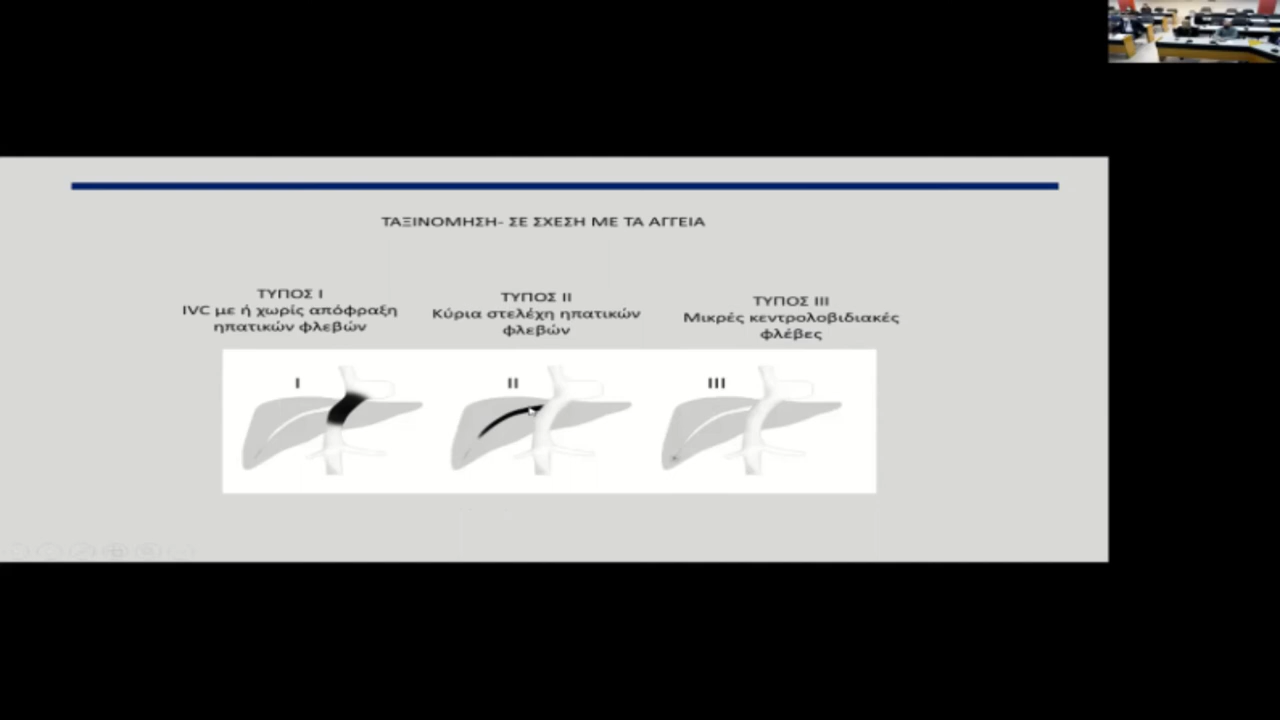 ΤΑΞΙΝΟΜΗΣΗ- ΣΕ ΣΧΕΣΗ ΜΕ ΤΑ ΑΓΓΕΙΑ
ΤΥΠΟΣ Ι
IVC με ή χωρίς απόφραξη
ηπατικών φλεβών
ΤΥΠΟΣ ΙΙ
Κύρια στελέχη ηπατικών
φλεβών
ΤΥΠΟΣ ΙΙΙ
Μικρές κεντρολοβιδιακές
φλέβες
I
II
III